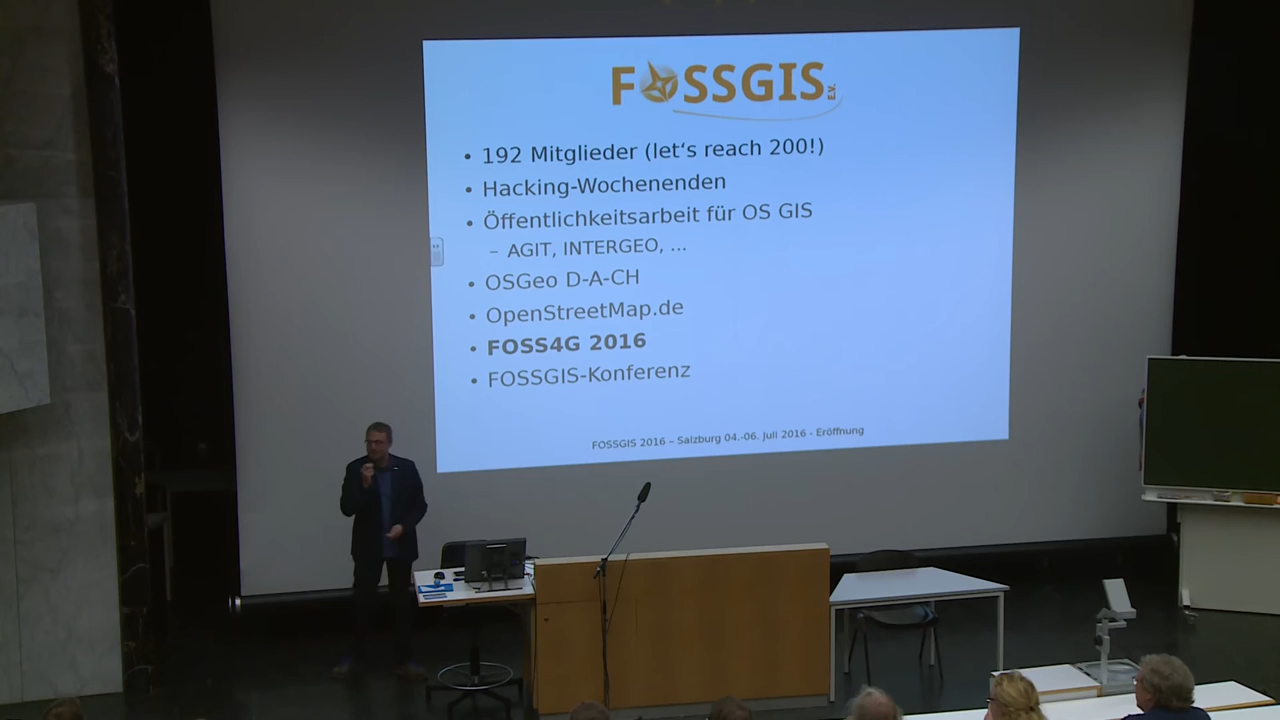 FOSSGIS e.V.
• 192 Mitglieder (let's reach 200!)
• Hacking-Wochenenden
• Öffentlichkeitsarbeit für OS GIS
– AGIT, INTERGEO, ...
• OSGeo D-A-CH
• OpenStreetMap.de
• FOSS4G 2016
• FOSSGIS-Konferenz
FOSSGIS 2016 – Salzburg 04.-06. Juli 2016 - Eröffnung